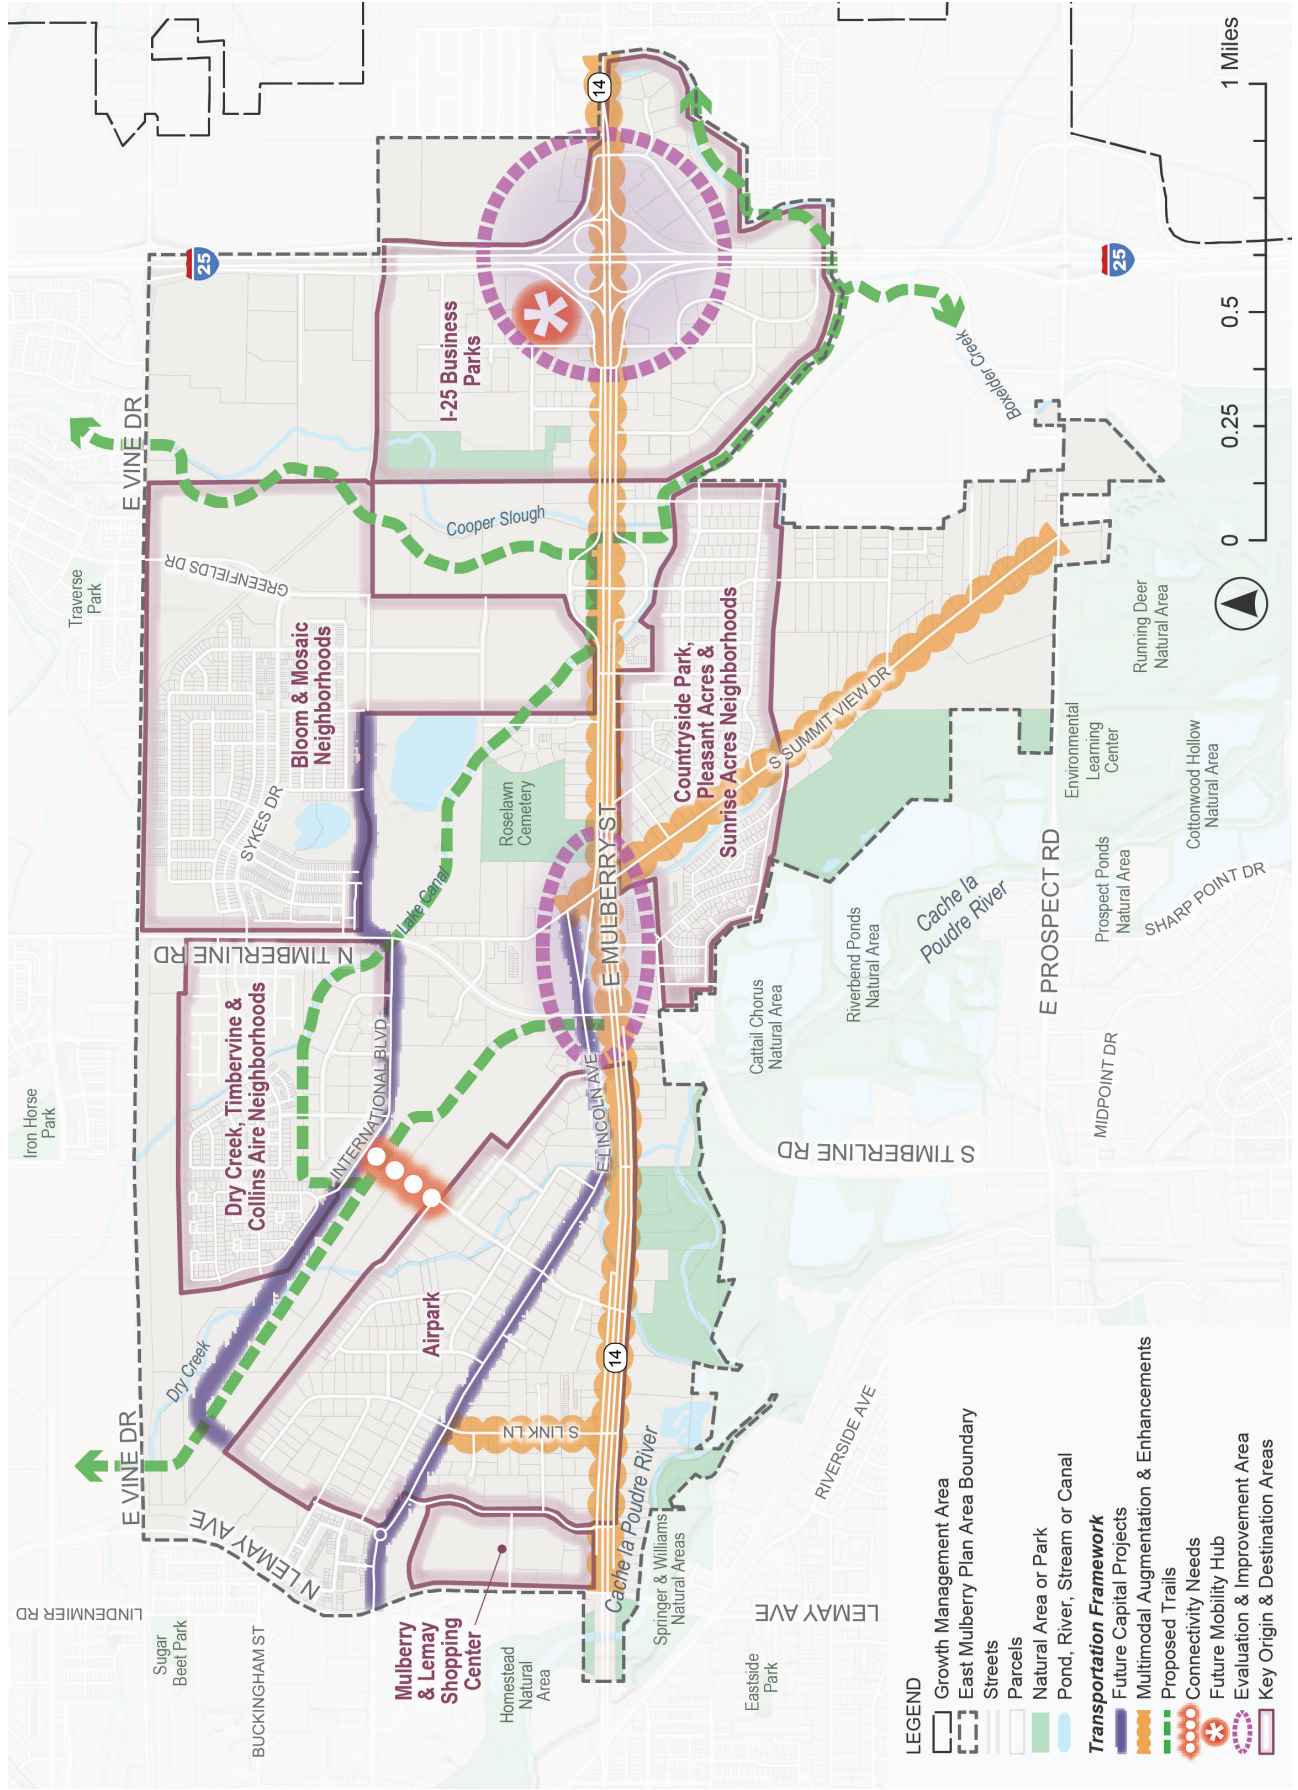 LEGEND
Growth Management Area
East Mulberry Plan Area Boundary
Streets
Parcels
Natural Area or Park
Pond, River, Stream or Canal
Transportation Framework
Future Capital Projects
Multimodal Augmentation & Enhancements
Proposed Trails
Connectivity Needs
Future Mobility Hub
Evaluation & Improvement Area
Key Origin & Destination Areas
LINDENMIER RD
Sugar
Beet Park
BUCKINGHAM ST
N LEMAY AVE
E VINE DR
Dry Creek
Iron Horse
Park
Dry Creek, Timbervine &
Collins Aire Neighborhoods
INTERNATIONAL BLVD
N TIMBERLINE RD
Lake Canal
SYKES DR
Bloom & Mosaic
Neighborhoods
GREENFIELDS DR
Traverse
Park
E VINE DR
25
Cooper Slough
I-25 Business
Parks
14
Mulberry
& Lemay
Shopping
Center
Homestead
Natural
Area
Airpark
S LINK LN
E LINCOLN AVE
14
E MULBERRY ST
Roselawn
Cemetery
Countryside Park,
Pleasant Acres &
Sunrise Acres Neighborhoods
S SUMMIT VIEW DR
Cache la Poudre River
Springer & Williams
Natural Areas
LEMAY AVE
Eastside
Park
RIVERSIDE AVE
S TIMBERLINE RD
Cattail Chorus
Natural Area
Riverbend Ponds
Natural Area
Cache la
Poudre River
E PROSPECT RD
MIDPOINT DR
SHARP POINT DR
Prospect Ponds
Natural Area
Cottonwood Hollow
Natural Area
Environmental
Learning
Center
Running Deer
Natural Area
Boxelder Creek
25
0
0.25
0.5
1 Miles